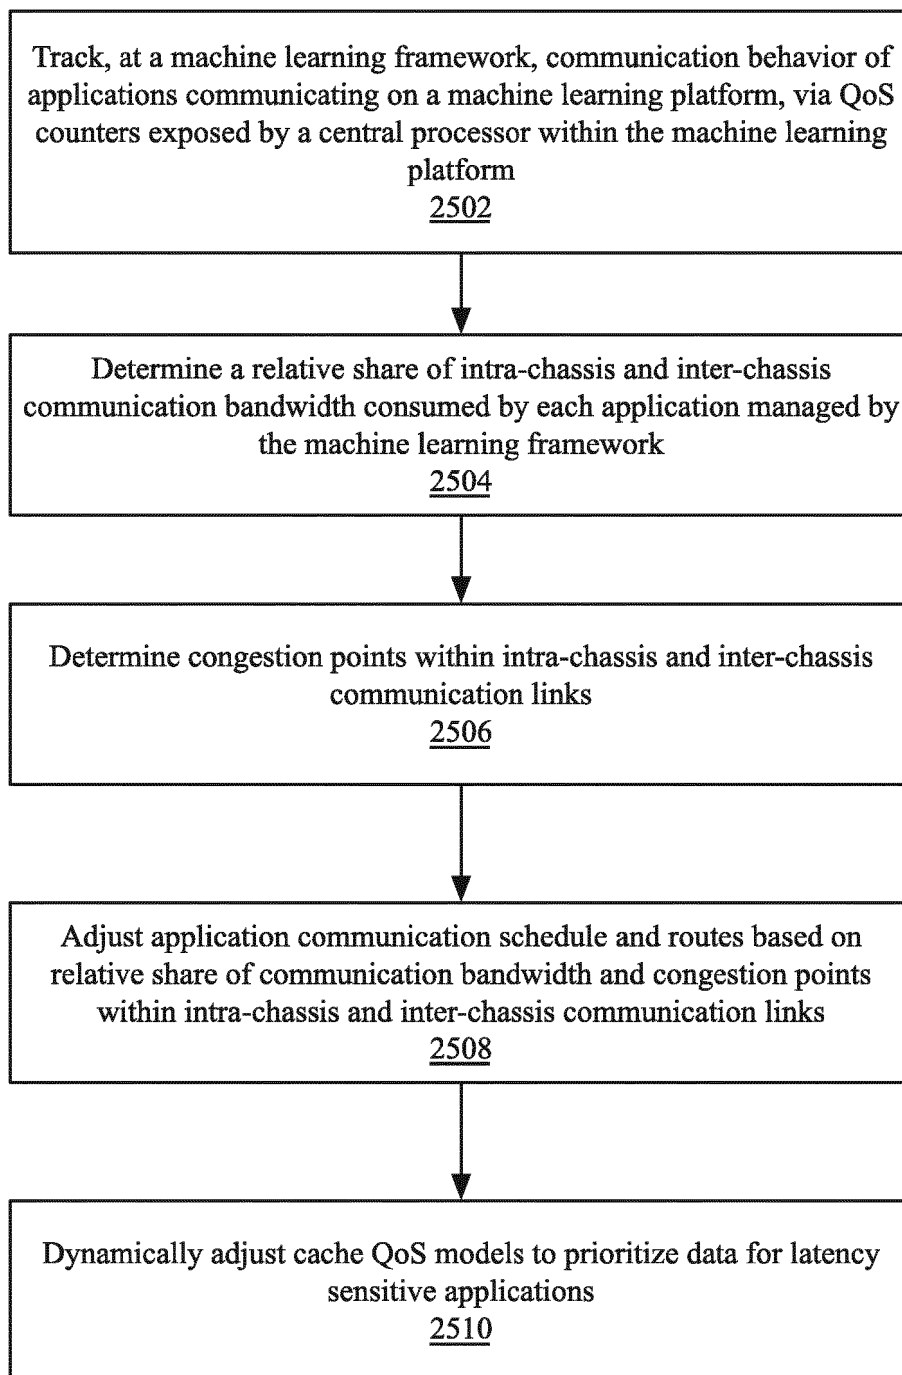 Track, at a machine learning framework, communication behavior of
applications communicating on a machine learning platform, via QoS
counters exposed by a central processor within the machine learning
platform
2502
Determine a relative share of intra-chassis and inter-chassis
communication bandwidth consumed by each application managed by
the machine learning framework
2504
Determine congestion points within intra-chassis and inter-chassis
communication links
2506
Adjust application communication schedule and routes based on
relative share of communication bandwidth and congestion points
within intra-chassis and inter-chassis communication links
2508
Dynamically adjust cache QoS models to prioritize data for latency
sensitive applications
2510